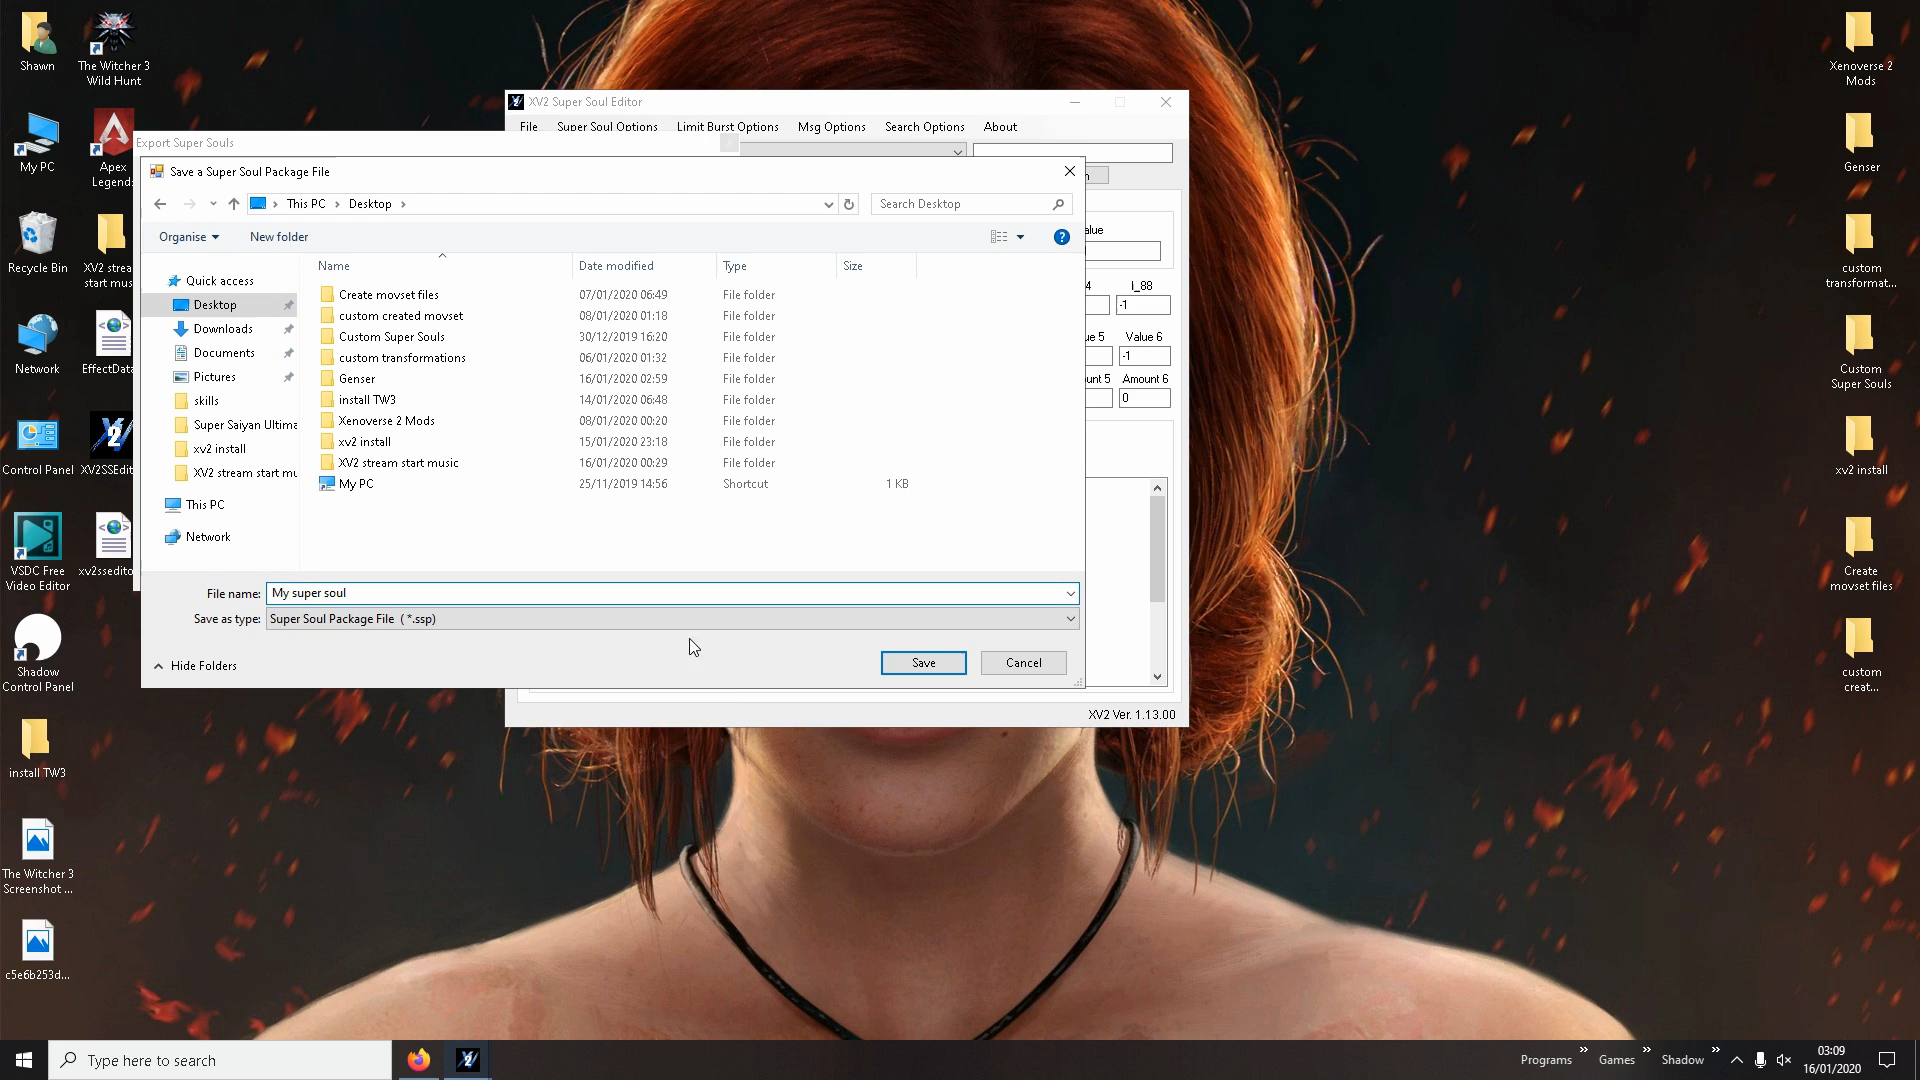 Shawn
The Witcher 3
Wild Hunt
My PC
Apex
Legend
Recycle Bin
XV2 strea
start mus
Network
EffectData
Control Panel
XV2SSEdit
VSDC Free
Video Editor
xv2ssedito
Shadow
Control Panel
install TW3
The Witcher 3
Screenshot ...
c5e6b253d...
Xenoverse 2
Mods
Genser
custom
transformat...
Custom
Super Souls
xv2 install
Create
movset files
custom
creat...
XV2 Super Soul Editor
File Super Soul Options Limit Burst Options Msg Options Search Options About
Export Super Souls
Save a Super Soul Package File
This PC > Desktop >
Search Desktop
Organise New folder
Name Date modified Type Size
Quick access
Desktop
Downloads
Documents
Pictures
skills
Super Saiyan Ultima
xv2 install
XV2 stream start mu
This PC
Network
Create movset files 07/01/2020 06:49 File folder
custom created movset 08/01/2020 01:18 File folder
Custom Super Souls 30/12/2019 16:20 File folder
custom transformations 06/01/2020 01:32 File folder
Genser 16/01/2020 02:59 File folder
install TW3 14/01/2020 06:48 File folder
Xenoverse 2 Mods 08/01/2020 00:20 File folder
xv2 install 15/01/2020 23:18 File folder
XV2 stream start music 16/01/2020 00:29 File folder
My PC 25/11/2019 14:56 Shortcut 1 KB
File name: My super soul
Save as type: Super Soul Package File ( *.ssp)
Hide Folders
Save Cancel
n
alue
4 I_88
-1
ue 5 Value 6
-1
unt 5 Amount 6
0
XV2 Ver. 1.13.00
Type here to search
Programs » Games » Shadow »
03:09
16/01/2020